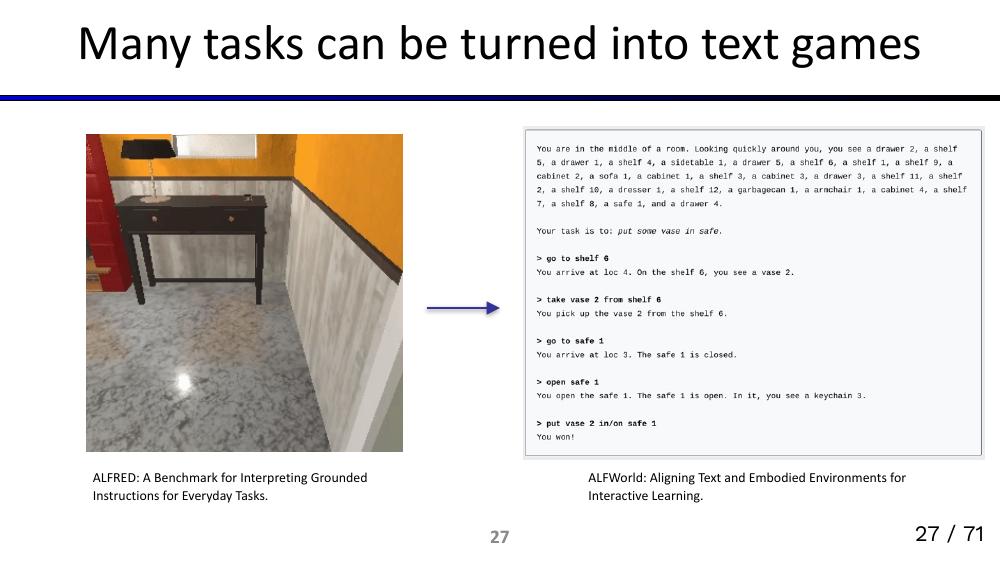 Many tasks can be turned into text games
You are in the middle of a room. Looking quickly around you, you see a drawer 2, a shelf
5, a drawer 1, a shelf 4, a sidetable 1, a drawer 5, a shelf 6, a shelf 1, a shelf 9, a
cabinet 2, a sofa 1, a cabinet 1, a shelf 3, a cabinet 3, a drawer 3, a shelf 11, a shelf
2, a shelf 10, a dresser 1, a shelf 12, a garbagecan 1, a armchair 1, a cabinet 4, a shelf
7, a shelf 8, a safe 1, and a drawer 4.
Your task is to: put some vase in safe.
> go to shelf 6
You arrive at loc 4. On the shelf 6, you see a vase 2.
> take vase 2 from shelf 6
You pick up the vase 2 from the shelf 6.
> go to safe 1
You arrive at loc 3. The safe 1 is closed.
> open safe 1
You open the safe 1. The safe 1 is open. In it, you see a keychain 3.
> put vase 2 in/on safe 1
You won!
ALFRED: A Benchmark for Interpreting Grounded
Instructions for Everyday Tasks.
ALFWorld: Aligning Text and Embodied Environments for
Interactive Learning.
27
27 / 71